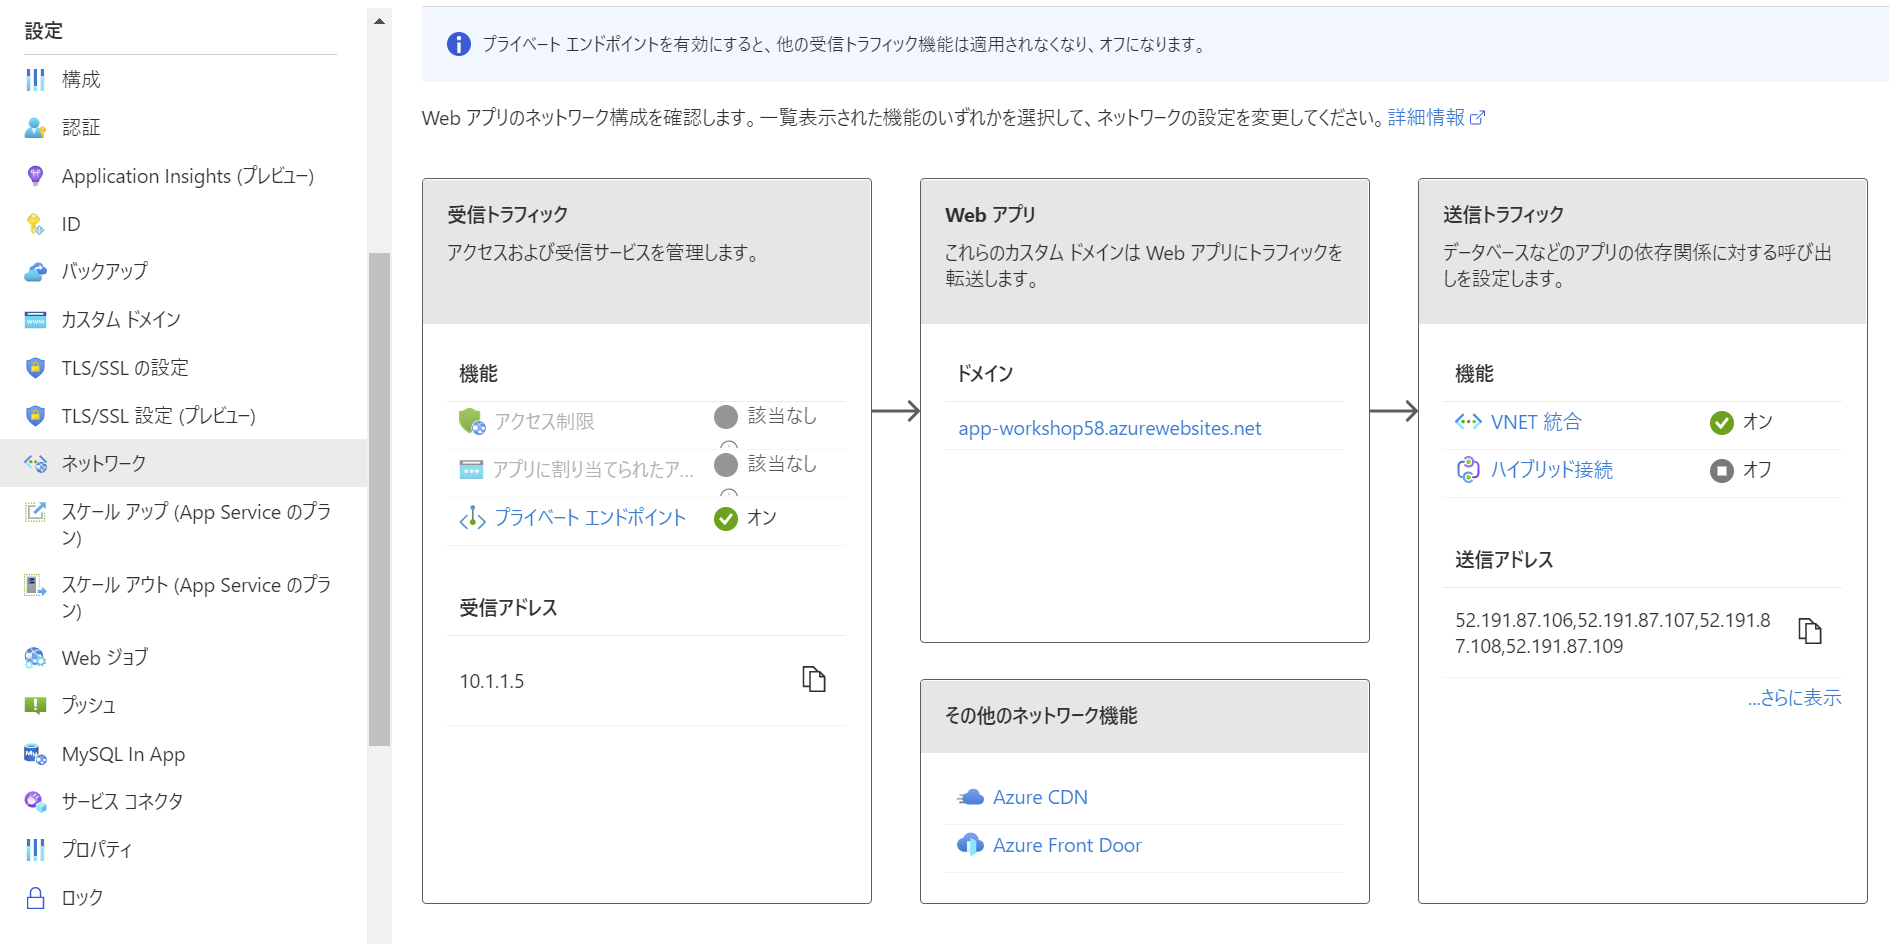 設定
構成
認証
Application Insights (プレビュー)
ID
バックアップ
カスタム ドメイン
TLS/SSL の設定
TLS/SSL 設定 (プレビュー)
ネットワーク
スケール アップ (App Service のプラ
ン)
スケール アウト (App Service のプラ
ン)
Web ジョブ
プッシュ
MySQL In App
サービス コネクタ
プロパティ
ロック
プライベート エンドポイントを有効にすると、他の受信トラフィック機能は適用されなくなり、オフになります。
Web アプリのネットワーク構成を確認します。一覧表示された機能のいずれかを選択して、ネットワークの設定を変更してください。詳細情報
受信トラフィック
アクセスおよび受信サービスを管理します。
機能
アクセス制限 該当なし
アプリに割り当てられたア... 該当なし
プライベート エンドポイント オン
受信アドレス
10.1.1.5
Web アプリ
これらのカスタム ドメインは Web アプリにトラフィックを
転送します。
ドメイン
app-workshop58.azurewebsites.net
その他のネットワーク機能
Azure CDN
Azure Front Door
送信トラフィック
データベースなどのアプリの依存関係に対する呼び出
しを設定します。
機能
VNET 統合 オン
ハイブリッド接続 オフ
送信アドレス
52.191.87.106,52.191.87.107,52.191.8
7.108,52.191.87.109
...さらに表示